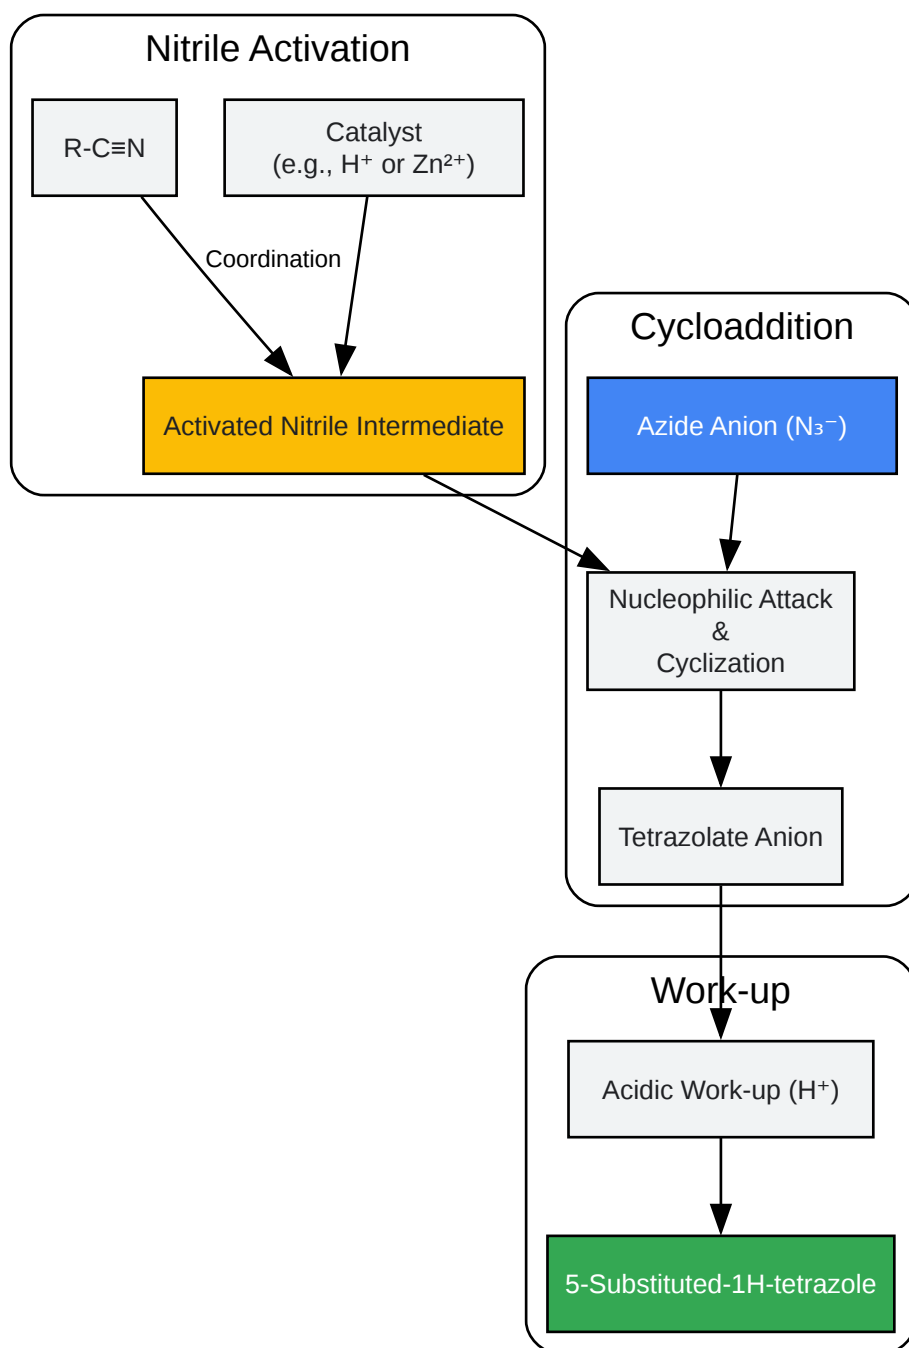 Nitrile Activation
R-C≡N
Catalyst
(e.g., H⁺ or Zn²⁺)
Coordination
Activated Nitrile Intermediate
Cycloaddition
Azide Anion (N₃⁻)
Nucleophilic Attack
&
Cyclization
Tetrazolate Anion
Work-up
Acidic Work-up (H⁺)
5-Substituted-1H-tetrazole